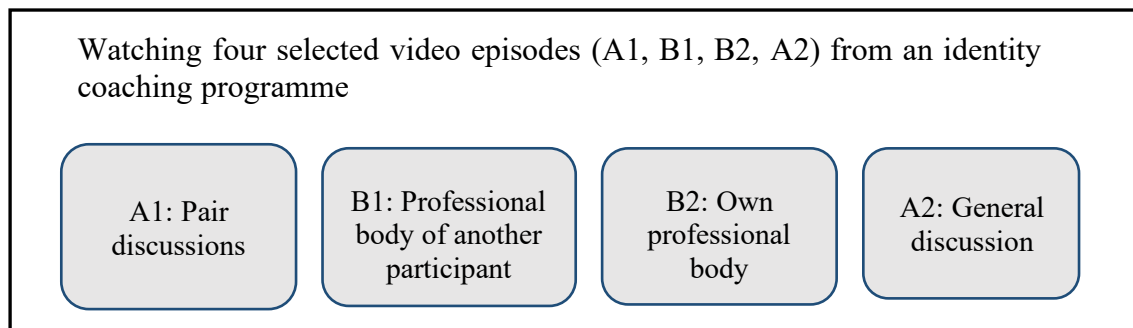 Watching four selected video episodes (A1, B1, B2, A2) from an identity
coaching programme
A1: Pair
discussions
B1: Professional
body of another
participant
B2: Own
professional
body
A2: General
discussion